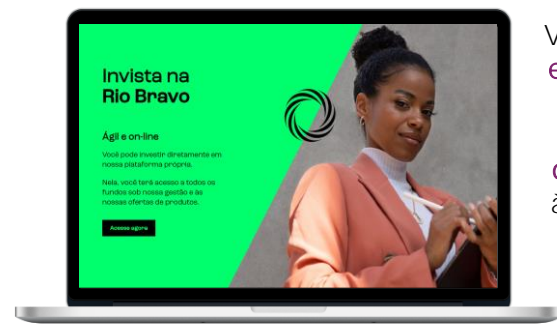 Invista na
Rio Bravo
Ágil e on-line
Você pode investir diretamente em
nossa plataforma própria.
Nela, você terá acesso a todos os
fundos sob nossa gestão e às
nossas ofertas de produtos.
Acesse agora